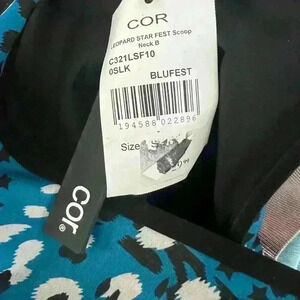 COR
LEOPARD STAR FEST Scoop
Neck B
C321LSF10
0SLK
BLUFEST
194588022896
Size
cor®